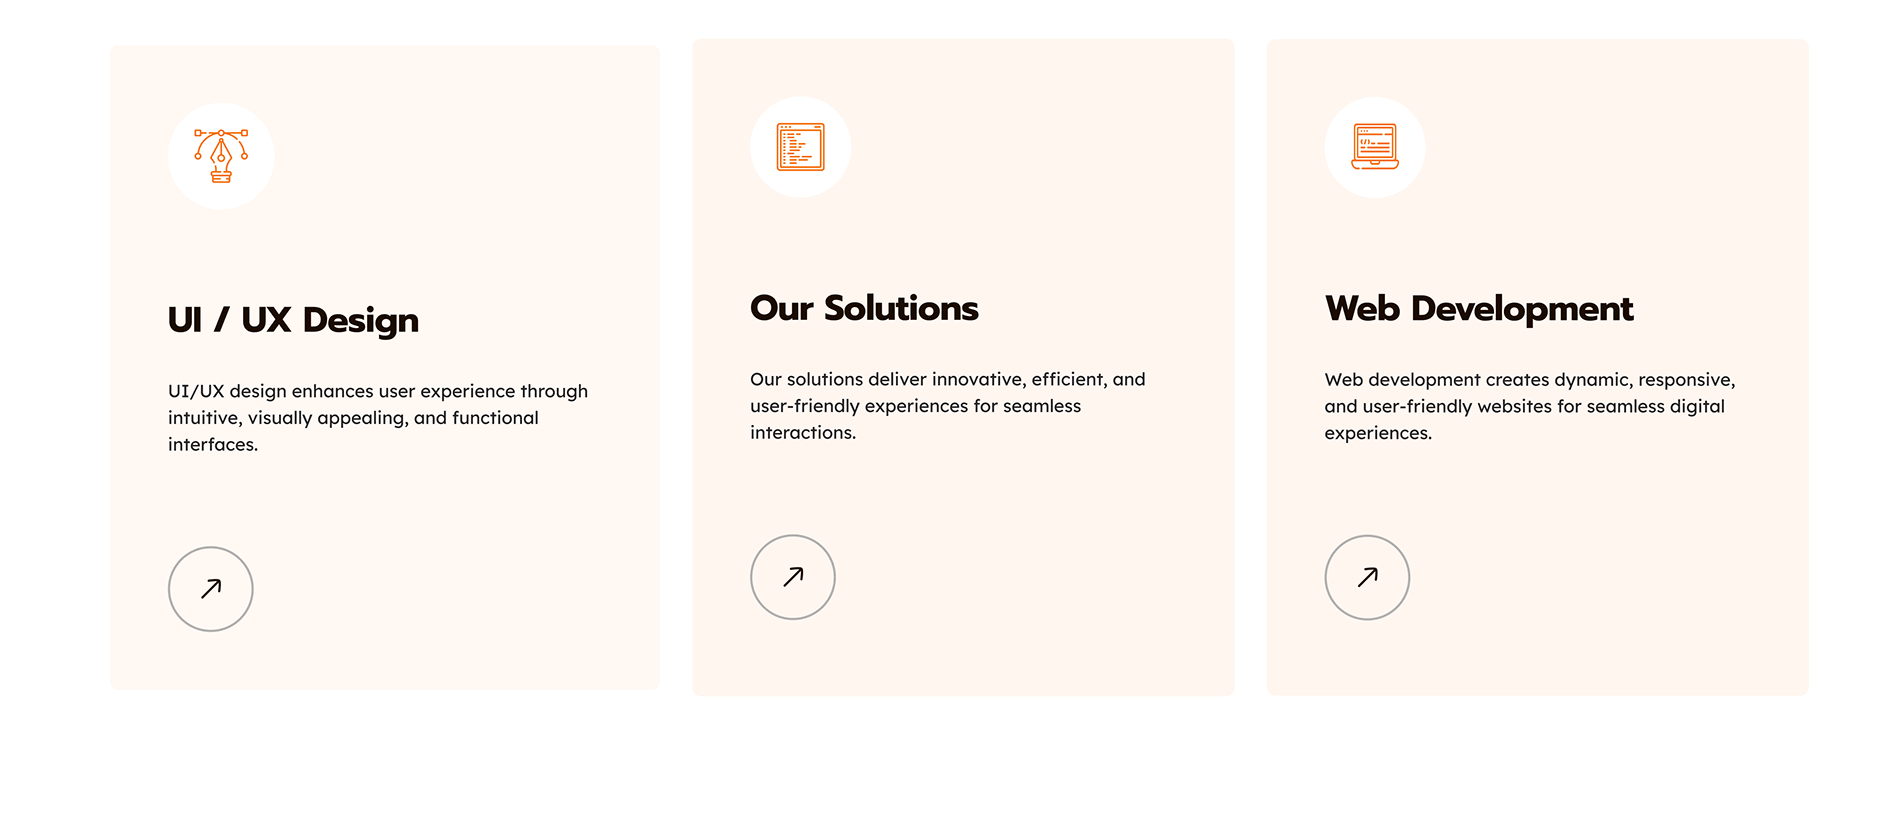 UI / UX Design
UI/UX design enhances user experience through
intuitive, visually appealing, and functional
interfaces.
Our Solutions
Our solutions deliver innovative, efficient, and
user-friendly experiences for seamless
interactions.
Web Development
Web development creates dynamic, responsive,
and user-friendly websites for seamless digital
experiences.